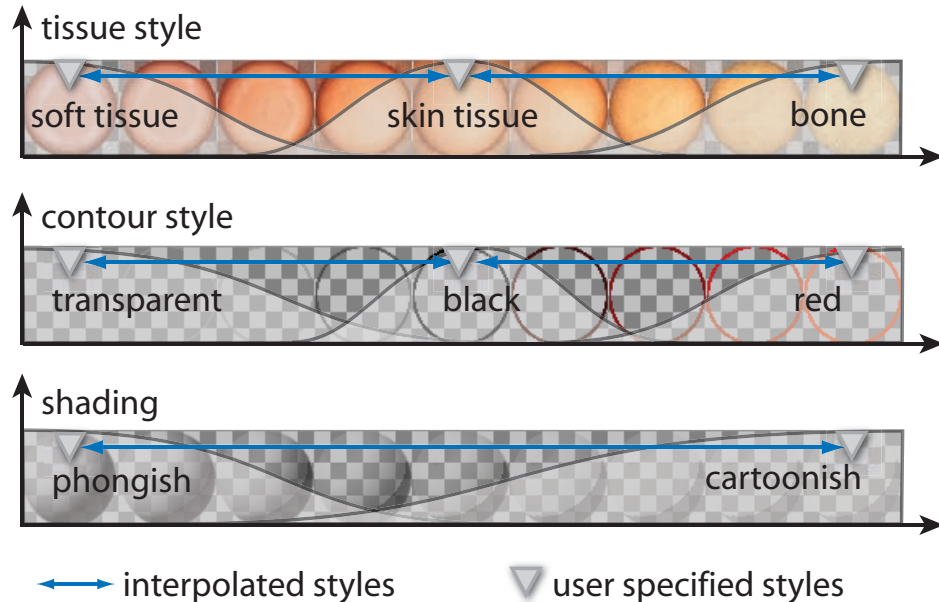 tissue style
soft tissue skin tissue bone
contour style
transparent black red
shading
phongish cartoonish
interpolated styles user specified styles